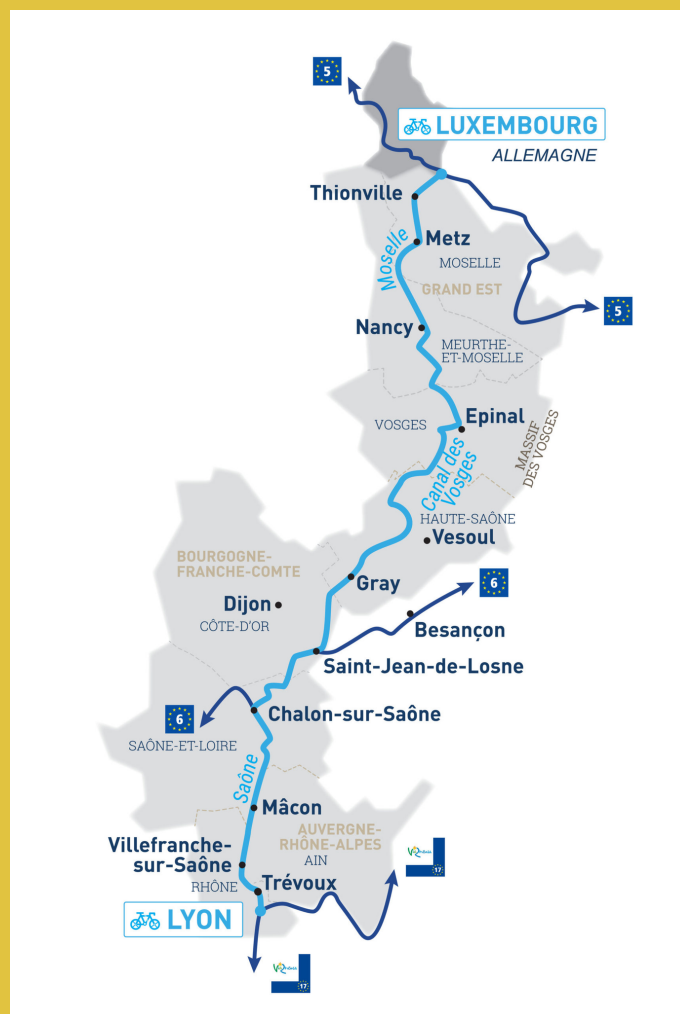 5
LUXEMBOURG
ALLEMAGNE
Thionville
Metz
Moselle
MOSELLE
GRAND EST
5
Nancy
MEURTHE-
ET-MOSELLE
Epinal
VOSGES
MASSIF
DES VOSGES
Canal des
Vosges
HAUTE-SAÔNE
Vesoul
BOURGOGNE-
FRANCHE-COMTE
Gray
6
Dijon
CÔTE-D'OR
Besançon
Saint-Jean-de-Losne
6
Chalon-sur-Saône
SAÔNE-ET-LOIRE
Saône
Mâcon
AUVERGNE-
RHÔNE-ALPES
AIN
Villefranche-
sur-Saône
RHÔNE
Trévoux
17
LYON
17